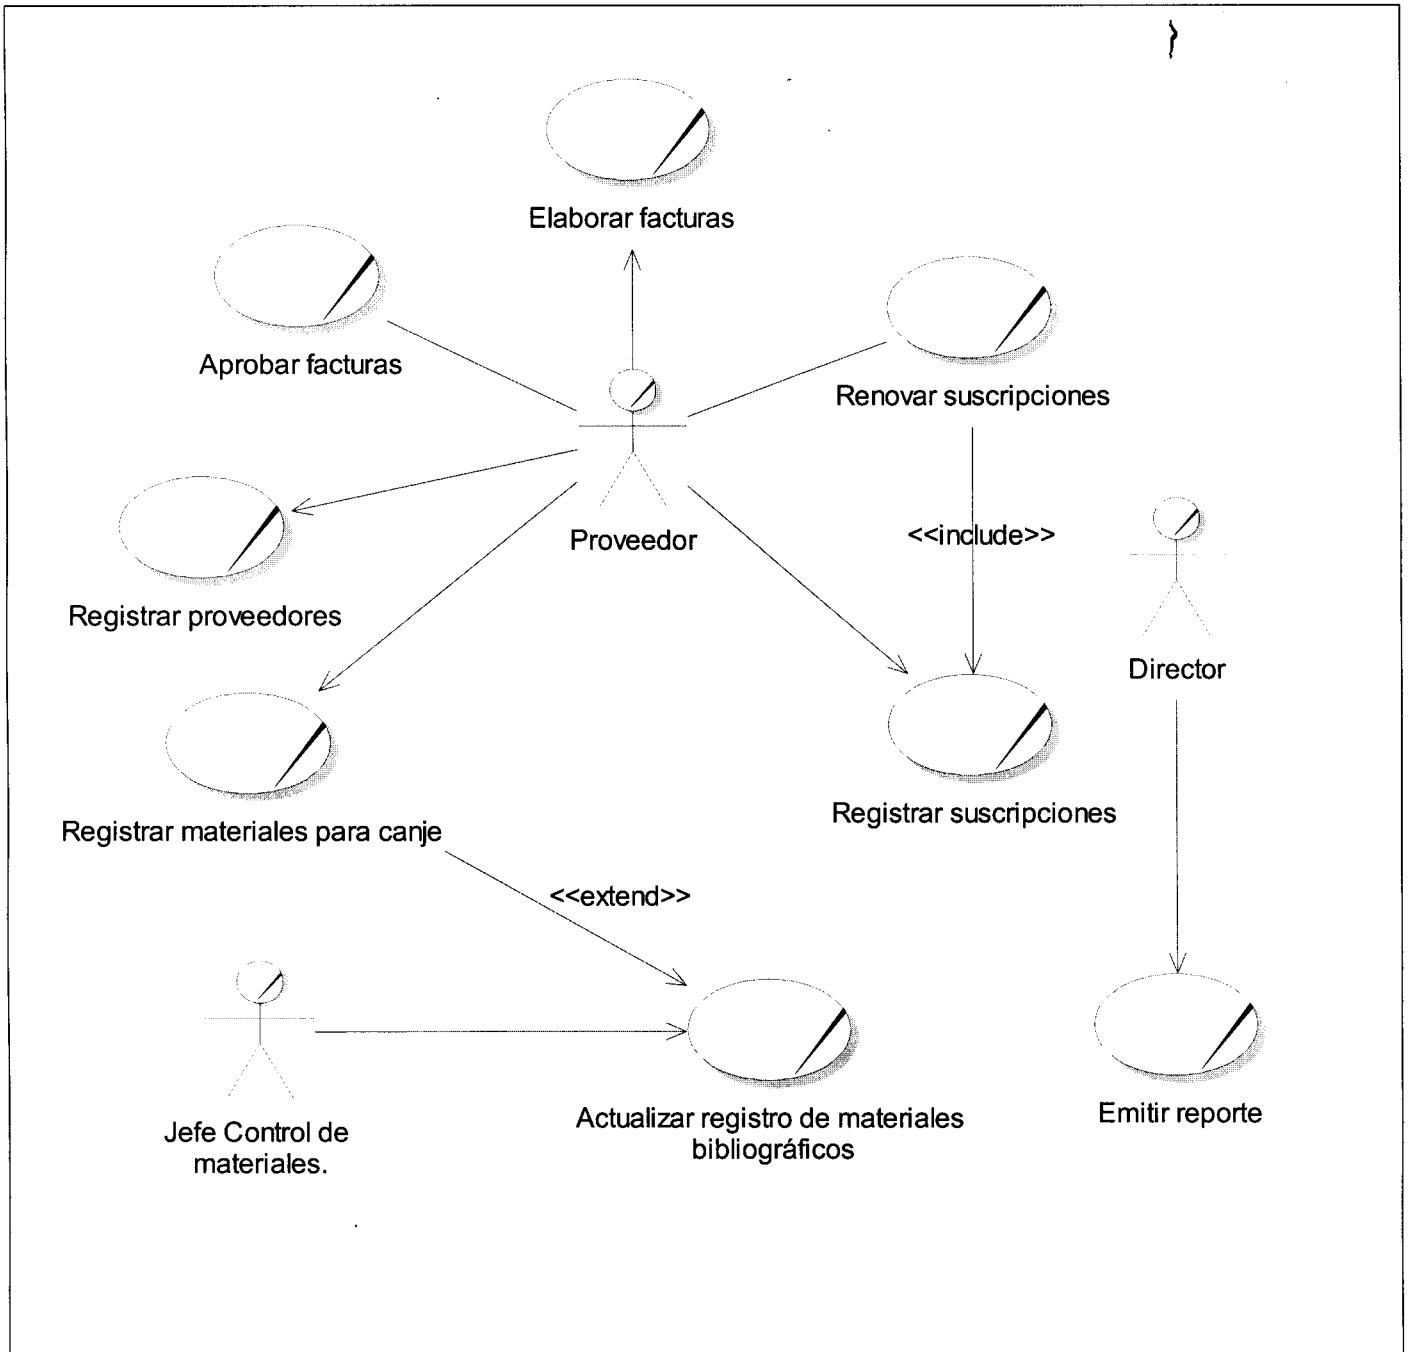 Elaborar facturas
Aprobar facturas
Renovar suscripciones
Proveedor
<<include>>
Registrar proveedores
Director
Registrar suscripciones
Registrar materiales para canje
<<extend>>
Actualizar registro de materiales
bibliográficos
Emitir reporte
Jefe Control de
materiales.